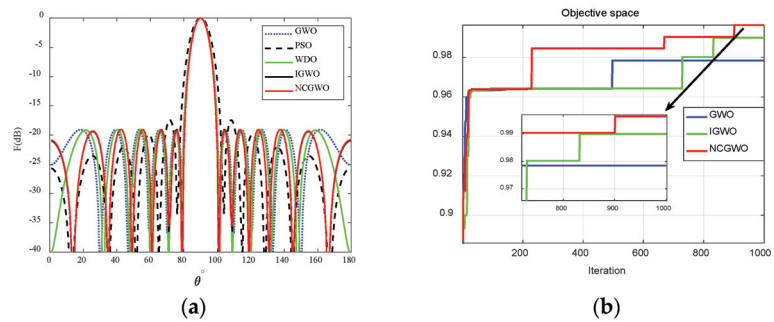 F(dB)
0
-5
-10
-15
-20
-25
-30
-35
-40
0 20 40 60 80 100 120 140 160 180
θ°
GWO
PSO
WDO
IGWO
NCGWO
(a)
Objective space
0.98
0.96
0.94
0.92
0.9
200 400 600 800 1000
Iteration
0.99
0.98
0.97
800 900 1000
GWO
IGWO
NCGWO
(b)